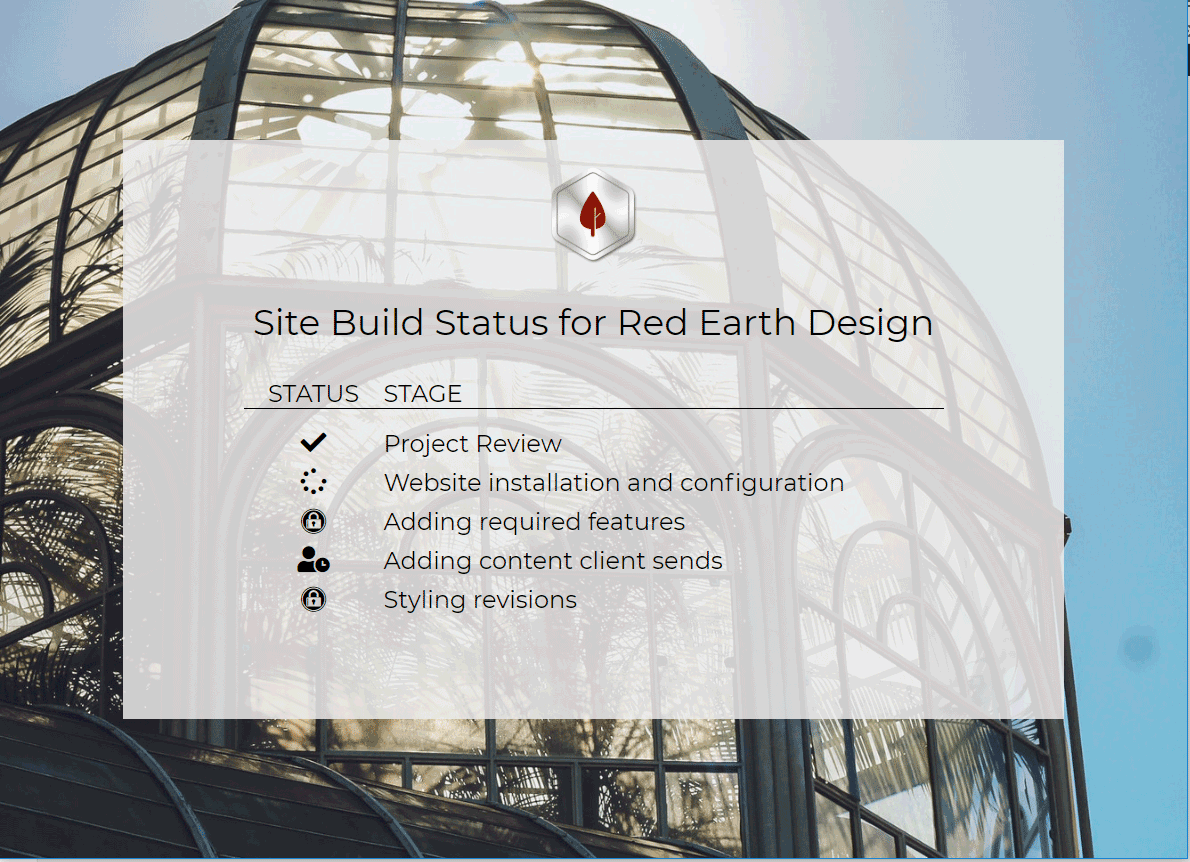 Site Build Status for Red Earth Design
STATUS STAGE
Project Review
Website installation and configuration
Adding required features
Adding content client sends
Styling revisions